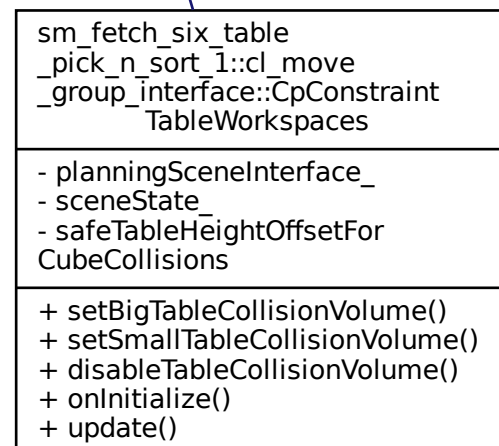 sm_fetch_six_table
_pick_n_sort_1::cl_move
_group_interface::CpConstraint
TableWorkspaces
- planningSceneInterface_
- sceneState_
- safeTableHeightOffsetFor
CubeCollisions
+ setBigTableCollisionVolume()
+ setSmallTableCollisionVolume()
+ disableTableCollisionVolume()
+ onInitialize()
+ update()